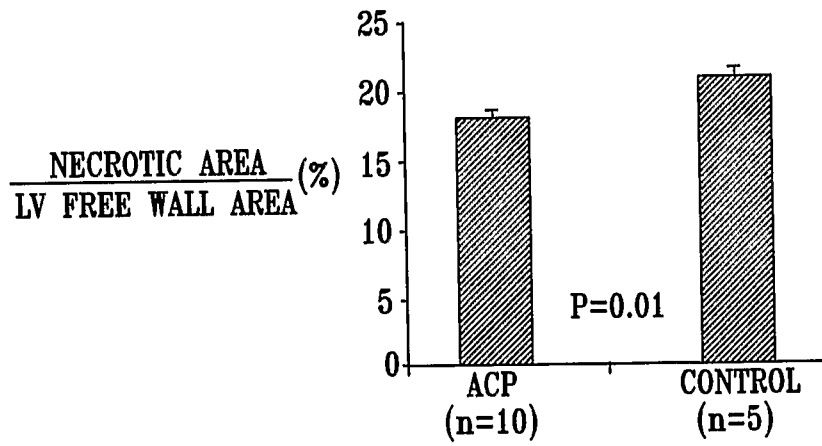 NECROTIC AREA
LV FREE WALL AREA
(%)
25
20
15
10
5
0
P=0.01
ACP
(n=10)
CONTROL
(n=5)